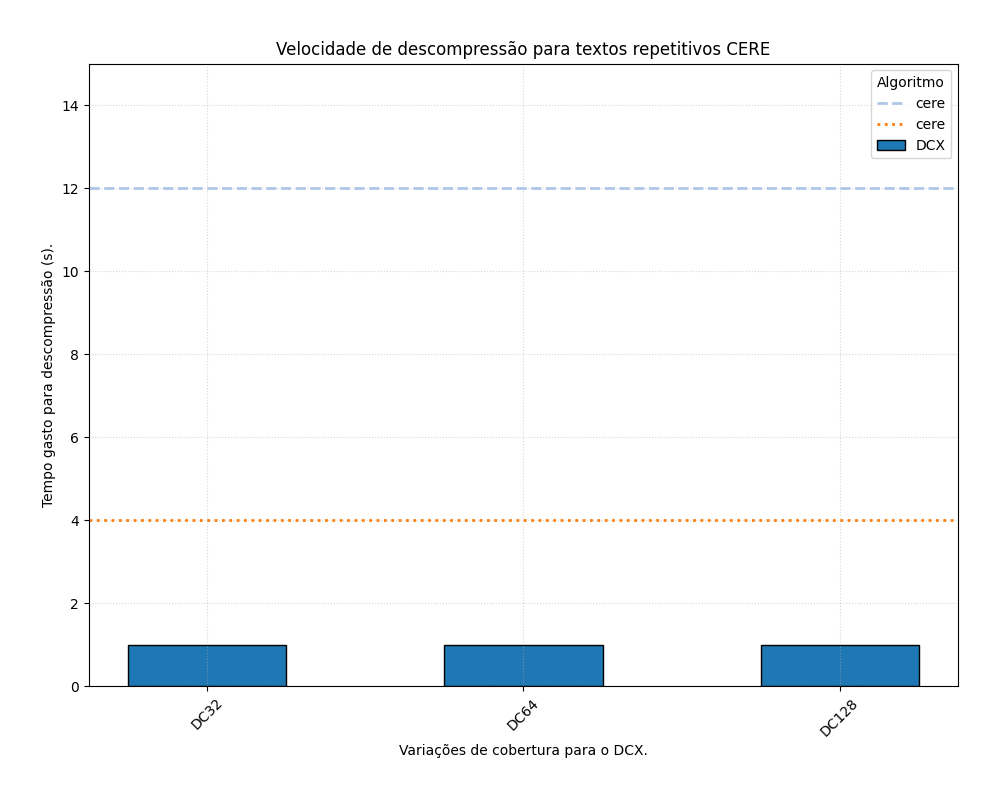 Velocidade de descompressão para textos repetitivos CERE
Algoritmo
cere
cere
DCX
14
12
10
8
6
4
2
0
Tempo gasto para descompressão (s).
DC32
DC64
DC128
Variações de cobertura para o DCX.